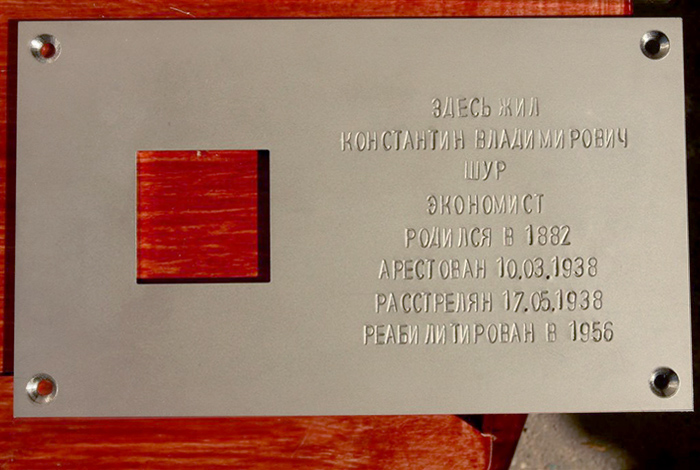 ЗДЕСЬ ЖИЛ
КОНСТАНТИН ВЛАДИМИРОВИЧ
ШУР
ЭКОНОМИСТ
РОДИЛСЯ В 1882
АРЕСТОВАН 10.03.1938
РАССТРЕЛЯН 17.05.1938
РЕАБИЛИТИРОВАН В 1956